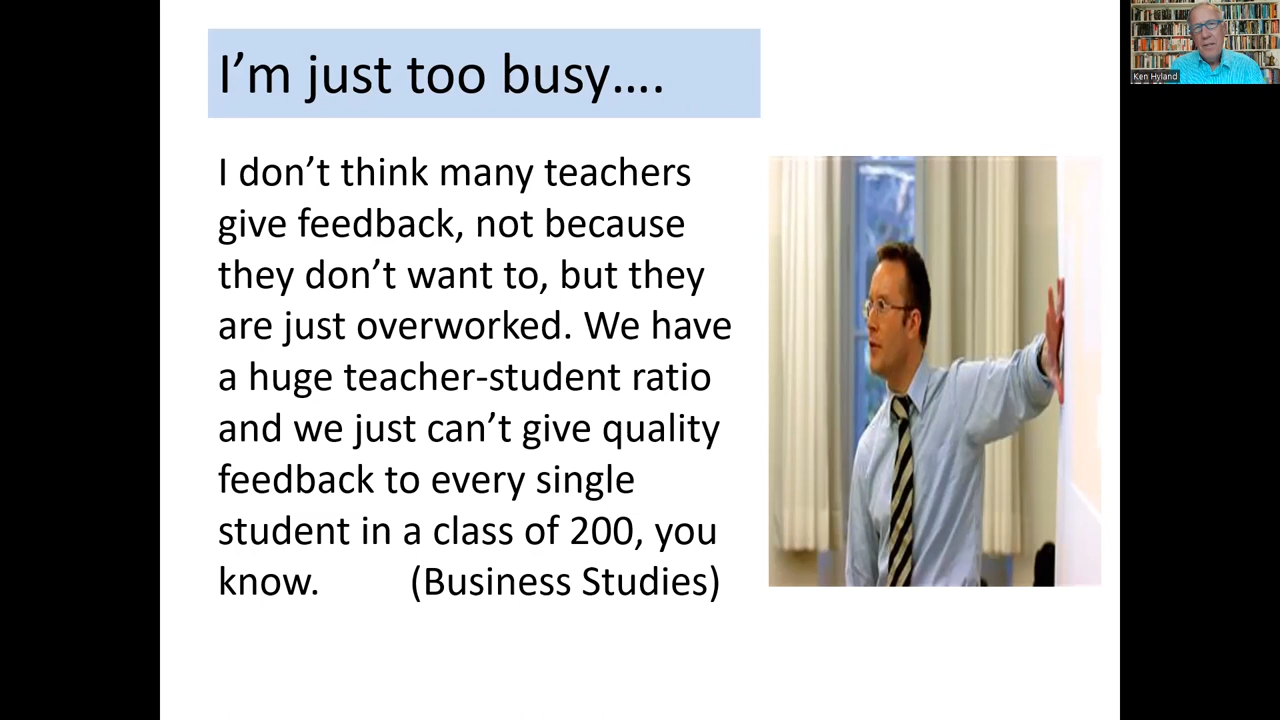 I’m just too busy….
I don’t think many teachers
give feedback, not because
they don’t want to, but they
are just overworked. We have
a huge teacher-student ratio
and we just can’t give quality
feedback to every single
student in a class of 200, you
know. (Business Studies)
Ken Hyland